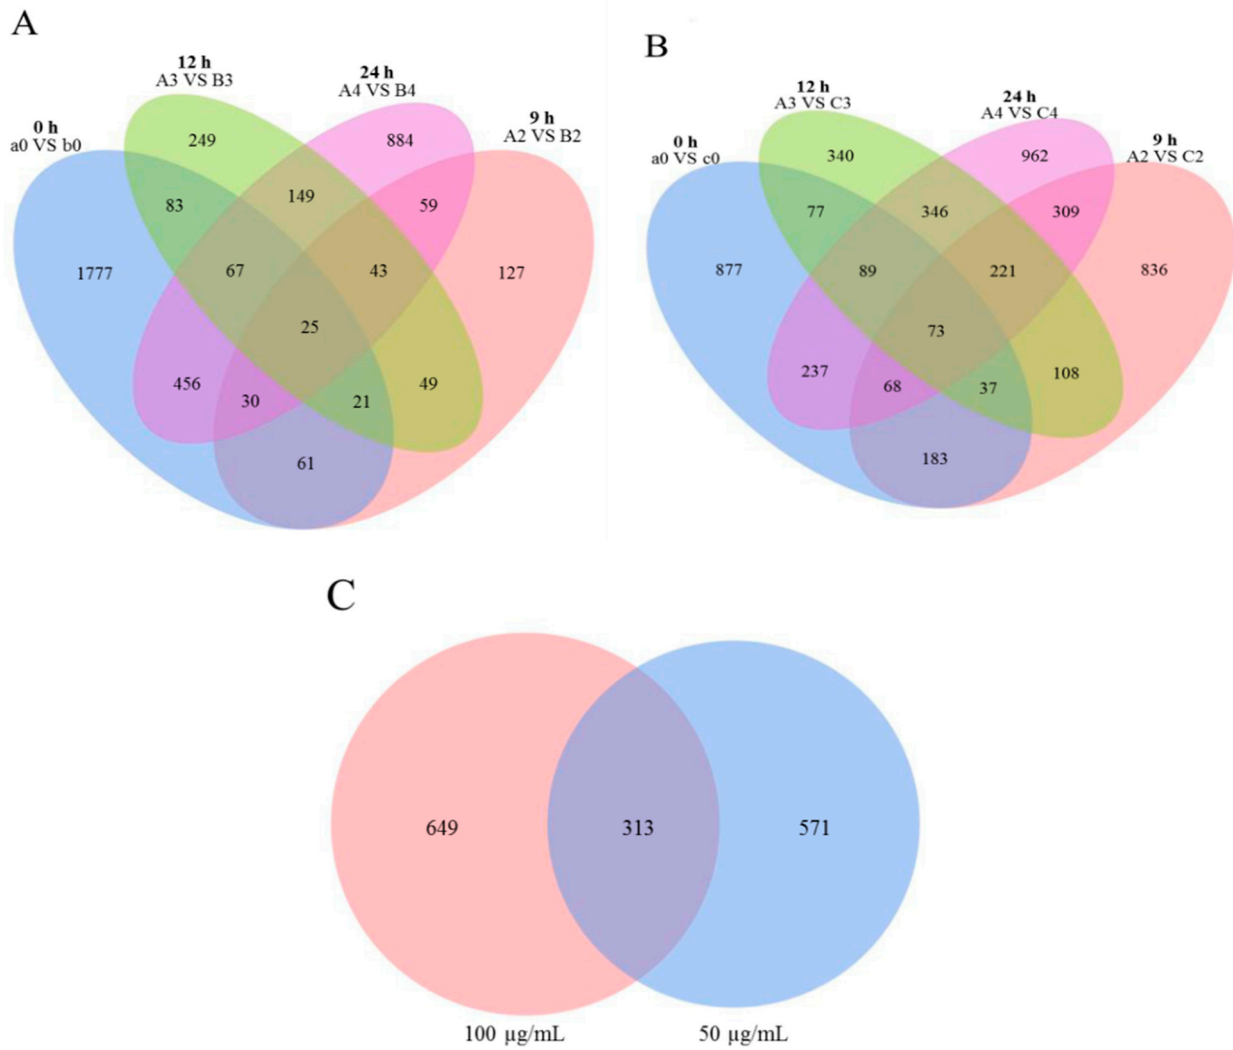 A
12 h
A3 VS B3
24 h
A4 VS B4
0 h
a0 VS b0
9 h
A2 VS B2
249
884
83
149
59
1777
67
43
127
25
456
30
21
49
61
B
12 h
A3 VS C3
24 h
A4 VS C4
0 h
a0 VS c0
9 h
A2 VS C2
340
962
77
346
309
877
89
221
836
73
237
68
37
108
183
C
649
313
571
100 µg/mL
50 µg/mL